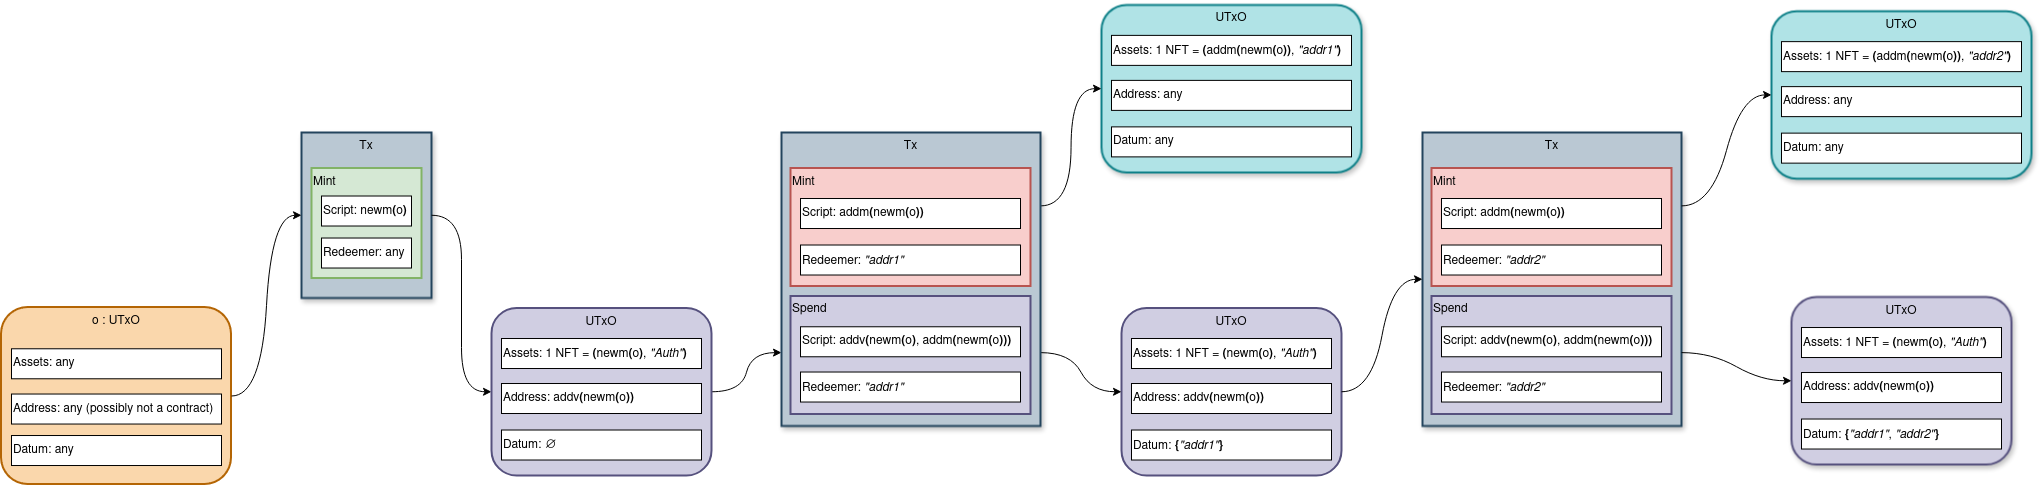 o : UTxO
Assets: any
Address: any (possibly not a contract)
Datum: any
Tx
Mint
Script: newm(o)
Redeemer: any
UTxO
Assets: 1 NFT = (newm(o), "Auth")
Address: addv(newm(o))
Datum: ∅
Tx
Mint
Script: addm(newm(o))
Redeemer: "addr1"
Spend
Script: addv(newm(o), addm(newm(o)))
Redeemer: "addr1"
UTxO
Assets: 1 NFT = (addm(newm(o)), "addr1")
Address: any
Datum: any
UTxO
Assets: 1 NFT = (newm(o), "Auth")
Address: addv(newm(o))
Datum: {"addr1"}
Tx
Mint
Script: addm(newm(o))
Redeemer: "addr2"
Spend
Script: addv(newm(o), addm(newm(o)))
Redeemer: "addr2"
UTxO
Assets: 1 NFT = (addm(newm(o)), "addr2")
Address: any
Datum: any
UTxO
Assets: 1 NFT = (newm(o), "Auth")
Address: addv(newm(o))
Datum: {"addr1", "addr2"}